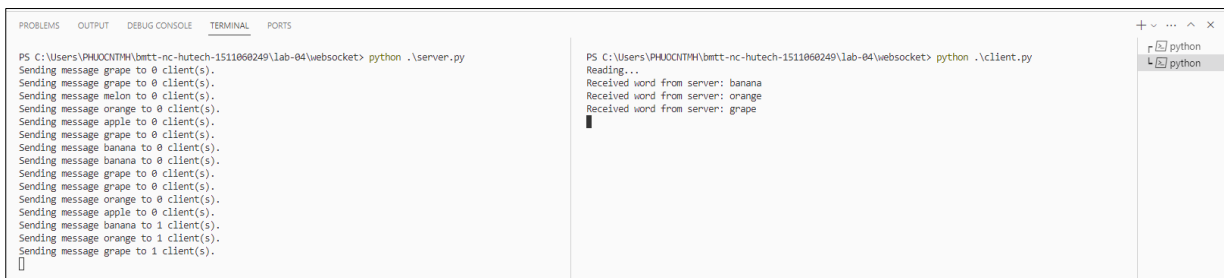 PROBLEMS OUTPUT DEBUG CONSOLE TERMINAL PORTS
PS C:\Users\PHUOCNTMH\bmtt-nc-hutech-1511060249\lab-04\websocket> python .\server.py
Sending message grape to 0 client(s).
Sending message grape to 0 client(s).
Sending message melon to 0 client(s).
Sending message orange to 0 client(s).
Sending message apple to 0 client(s).
Sending message grape to 0 client(s).
Sending message banana to 0 client(s).
Sending message banana to 0 client(s).
Sending message grape to 0 client(s).
Sending message grape to 0 client(s).
Sending message orange to 0 client(s).
Sending message apple to 0 client(s).
Sending message banana to 1 client(s).
Sending message orange to 1 client(s).
Sending message grape to 1 client(s).
PS C:\Users\PHUOCNTMH\bmtt-nc-hutech-1511060249\lab-04\websocket> python .\client.py
Reading...
Received word from server: banana
Received word from server: orange
Received word from server: grape
python
python